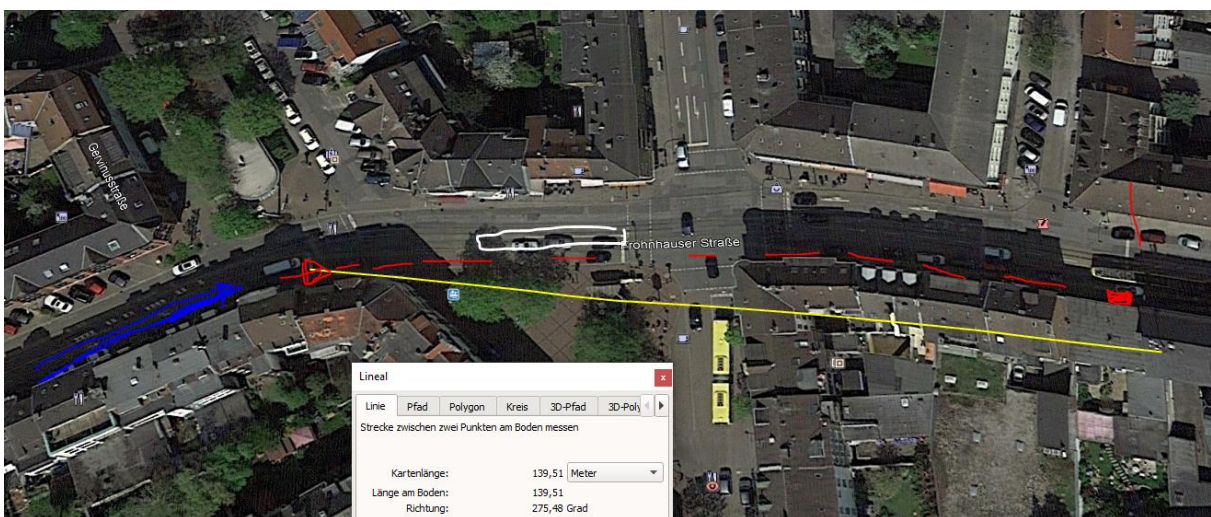 Gervinusstraße
Frohnhauser Straße
Lineal
x
Linie Pfad Polygon Kreis 3D-Pfad 3D-Poly
Strecke zwischen zwei Punkten am Boden messen
Kartenlänge: 139,51 Meter
Länge am Boden: 139,51
Richtung: 275,48 Grad